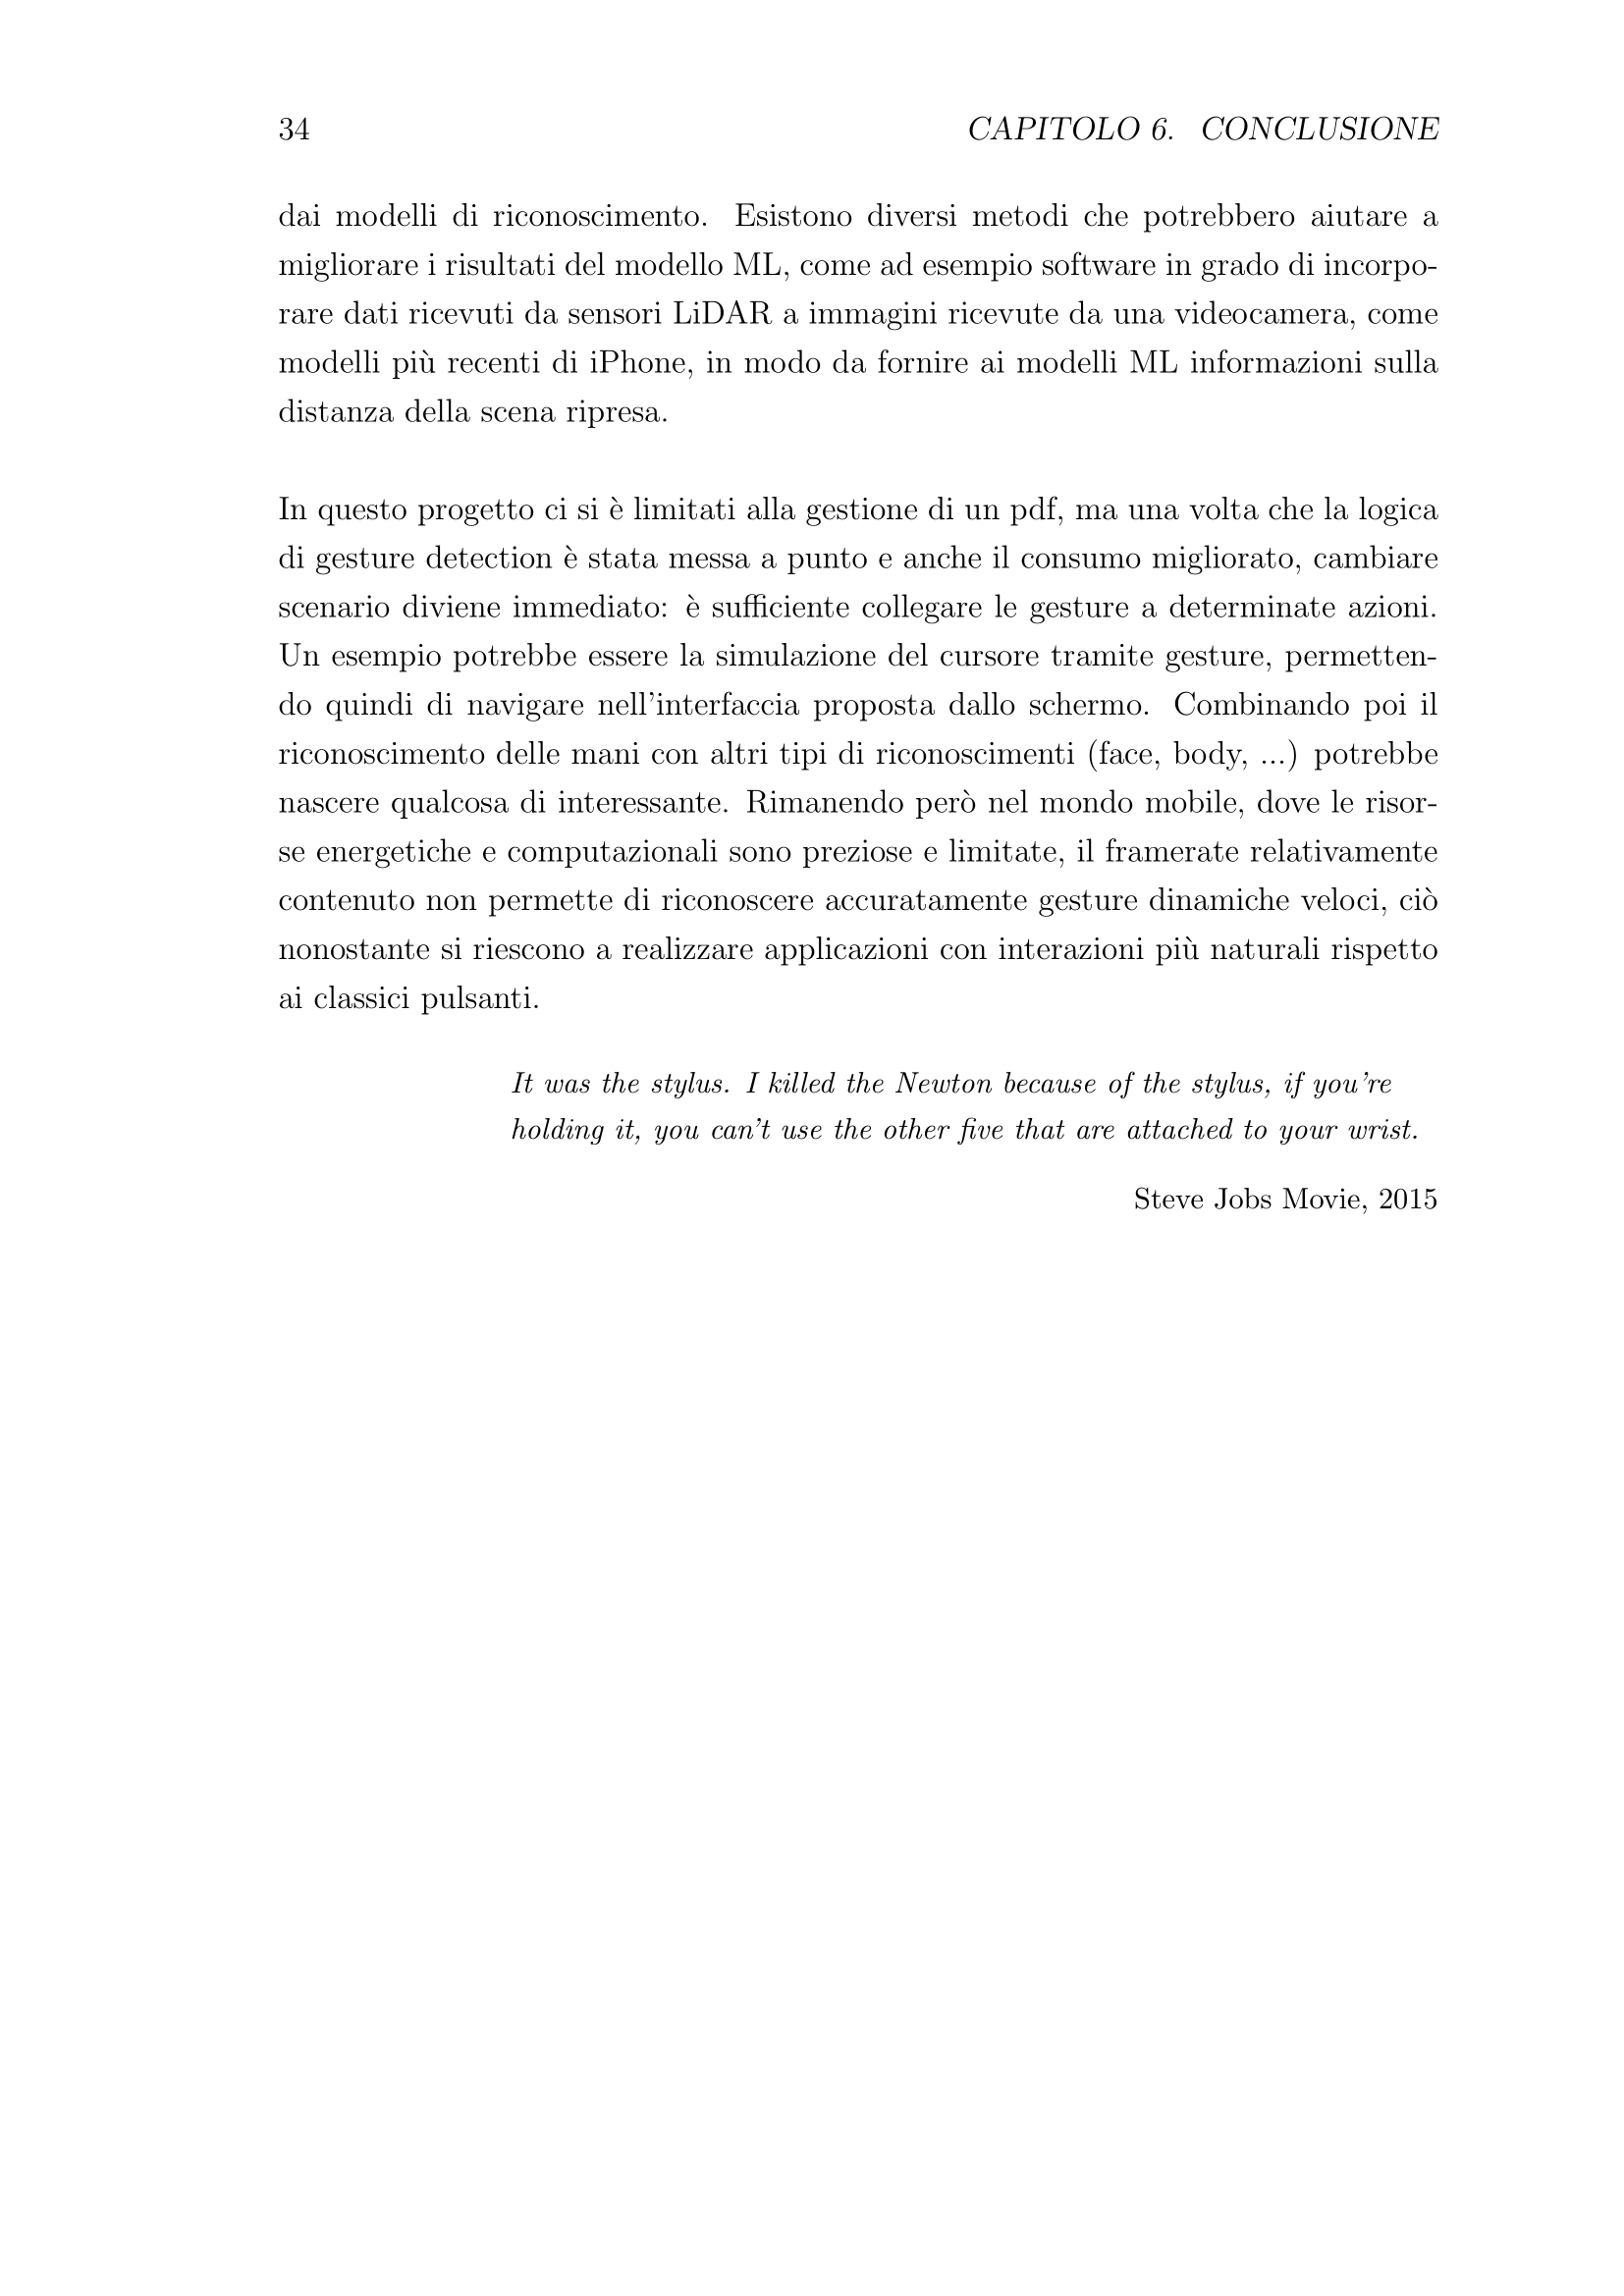 34 CAPITOLO 6. CONCLUSIONE
dai modelli di riconoscimento. Esistono diversi metodi che potrebbero aiutare a
migliorare i risultati del modello ML, come ad esempio software in grado di incorpo-
rare dati ricevuti da sensori LiDAR a immagini ricevute da una videocamera, come
modelli più recenti di iPhone, in modo da fornire ai modelli ML informazioni sulla
distanza della scena ripresa.
In questo progetto ci si è limitati alla gestione di un pdf, ma una volta che la logica
di gesture detection è stata messa a punto e anche il consumo migliorato, cambiare
scenario diviene immediato: è sufficiente collegare le gesture a determinate azioni.
Un esempio potrebbe essere la simulazione del cursore tramite gesture, permetten-
do quindi di navigare nell'interfaccia proposta dallo schermo. Combinando poi il
riconoscimento delle mani con altri tipi di riconoscimenti (face, body, ...) potrebbe
nascere qualcosa di interessante. Rimanendo però nel mondo mobile, dove le risor-
se energetiche e computazionali sono preziose e limitate, il framerate relativamente
contenuto non permette di riconoscere accuratamente gesture dinamiche veloci, ciò
nonostante si riescono a realizzare applicazioni con interazioni più naturali rispetto
ai classici pulsanti.
It was the stylus. I killed the Newton because of the stylus, if you're
holding it, you can't use the other five that are attached to your wrist.
Steve Jobs Movie, 2015